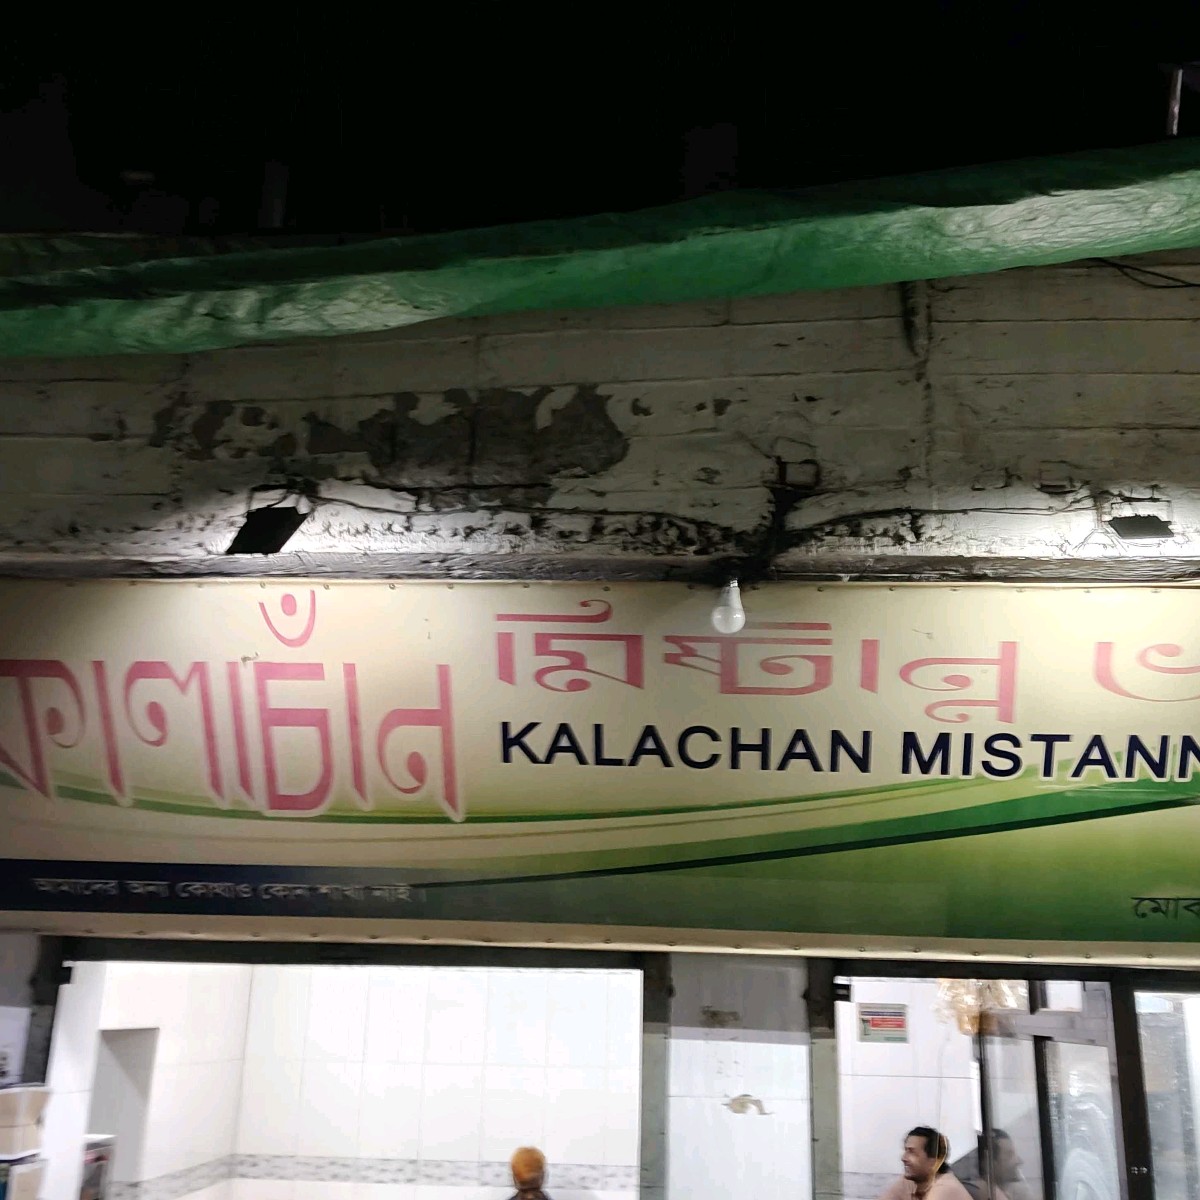 কালাচাঁন মিষ্টান্ন ভ
KALACHAN MISTANN
আমাদের অন্য কোথাও কোন শাখা নাই।